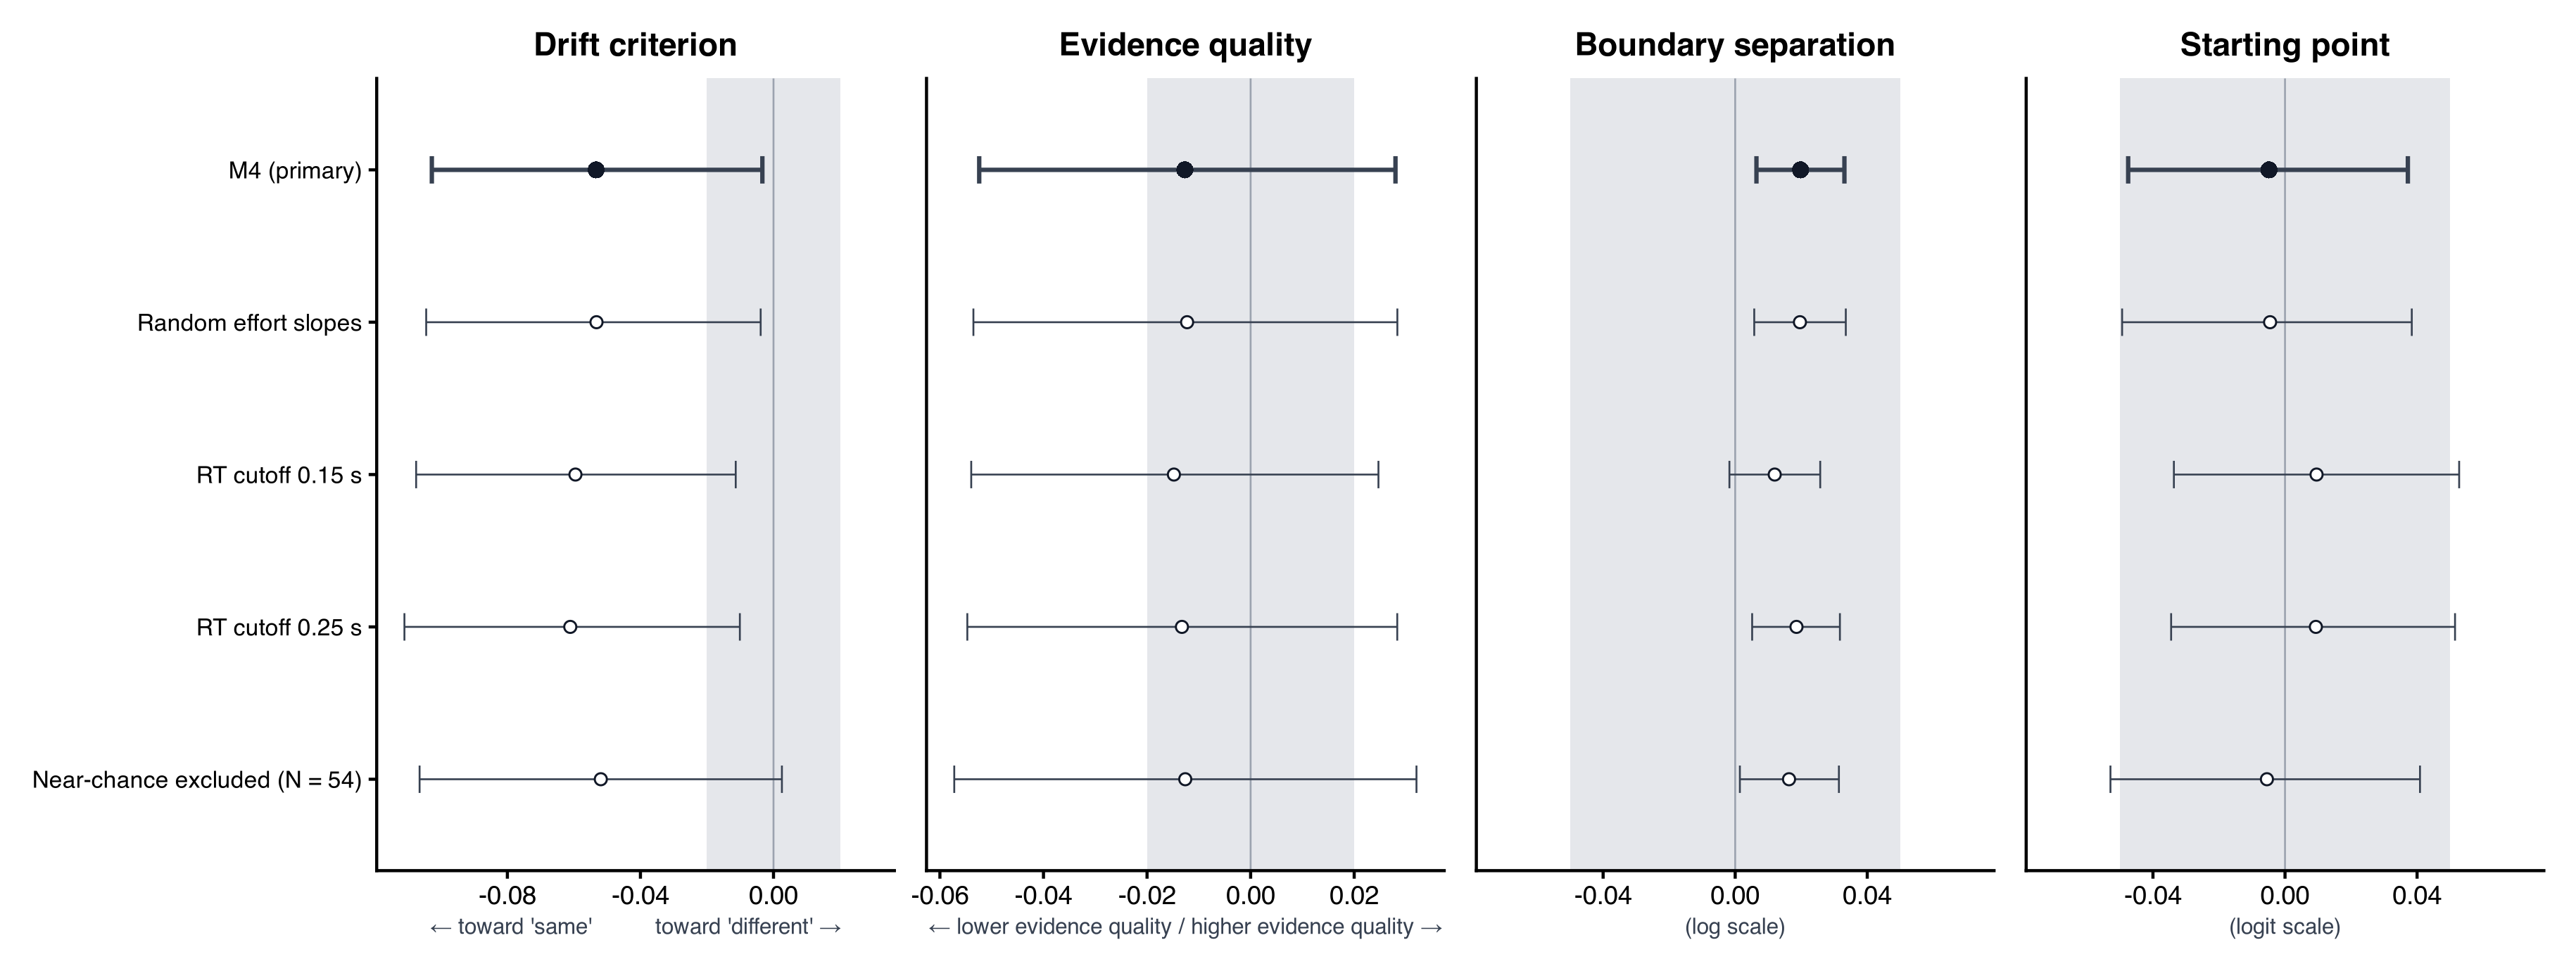 Drift criterion
Evidence quality
Boundary separation
Starting point
M4 (primary)
Random effort slopes
RT cutoff 0.15 s
RT cutoff 0.25 s
Near-chance excluded (N = 54)
-0.08 -0.04 0.00
-0.06 -0.04 -0.02 0.00 0.02
-0.04 0.00 0.04
-0.04 0.00 0.04
← toward 'same' toward 'different' →
← lower evidence quality / higher evidence quality →
(log scale)
(logit scale)